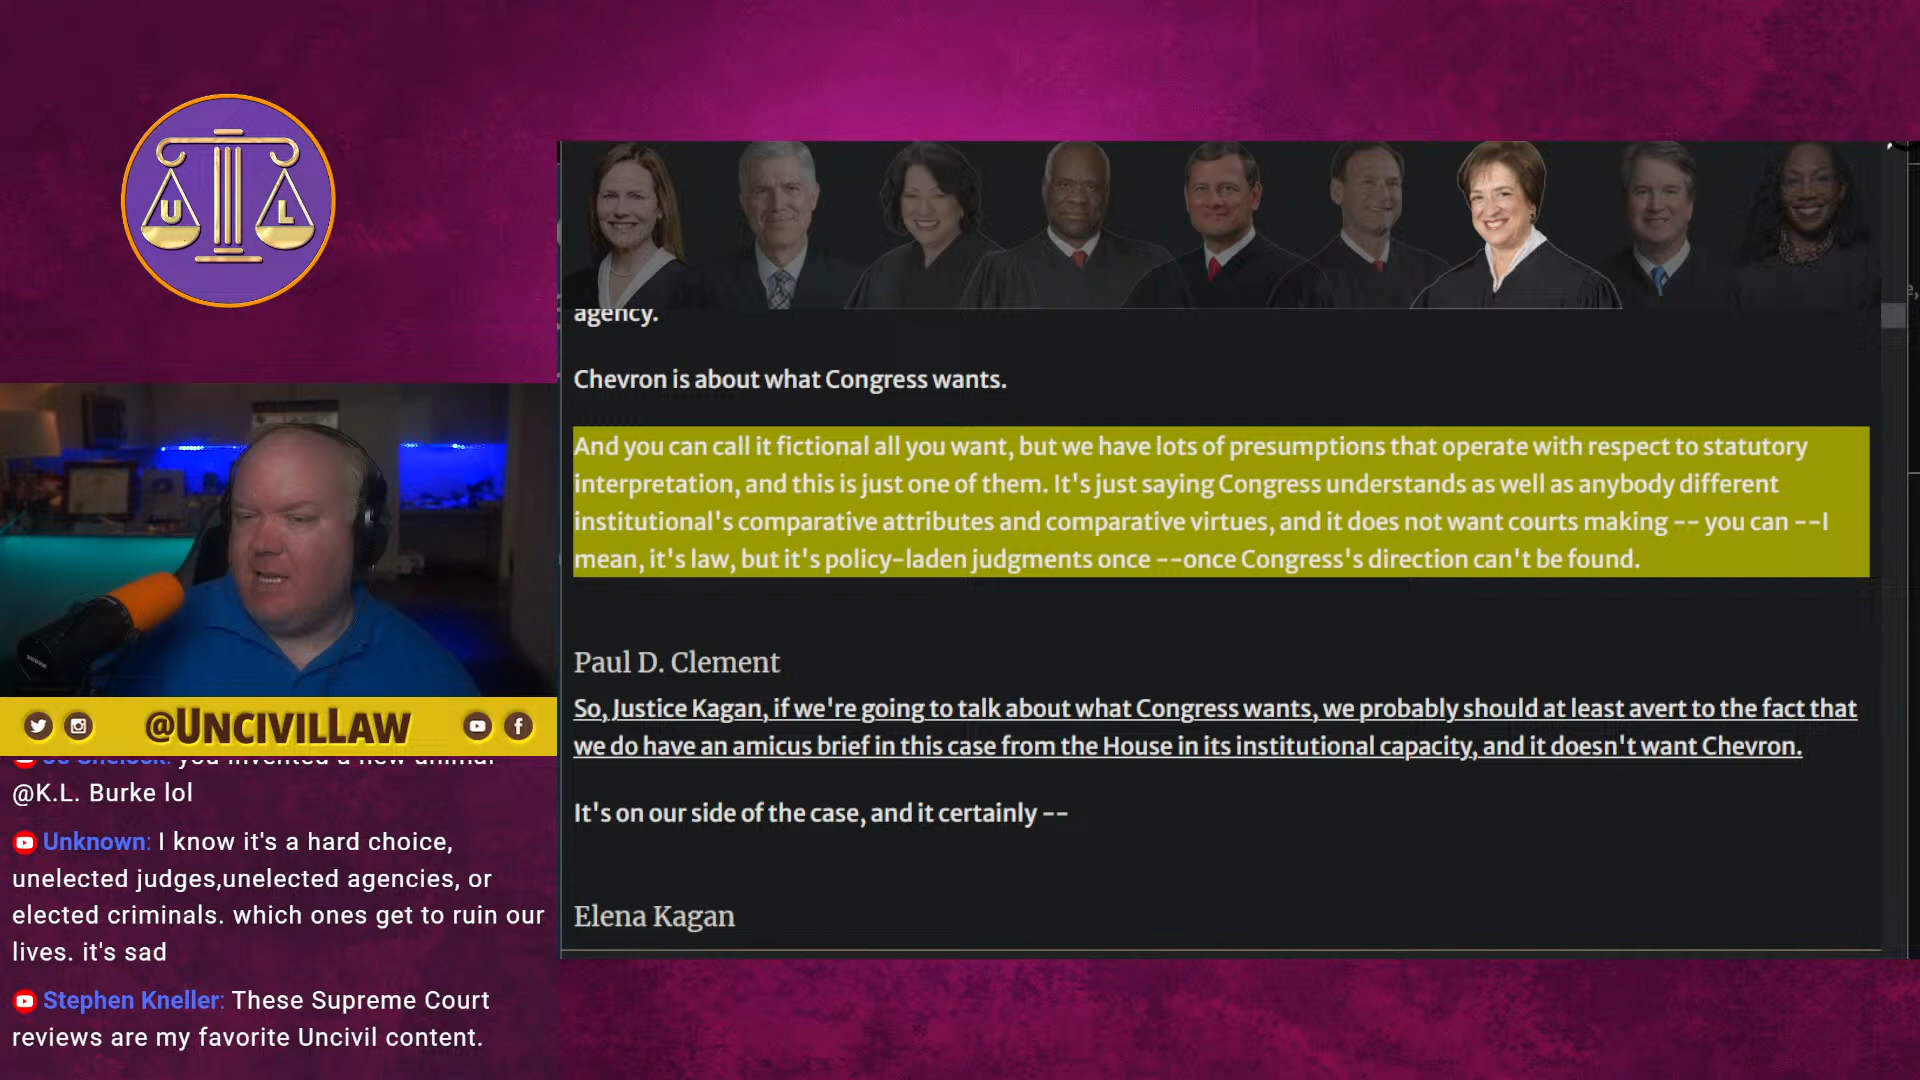 U L
agency.
Chevron is about what Congress wants.
And you can call it fictional all you want, but we have lots of presumptions that operate with respect to statutory
interpretation, and this is just one of them. It's just saying Congress understands as well as anybody different
institutional's comparative attributes and comparative virtues, and it does not want courts making -- you can --I
mean, it's law, but it's policy-laden judgments once --once Congress's direction can't be found.
Paul D. Clement
So, Justice Kagan, if we're going to talk about what Congress wants, we probably should at least avert to the fact that
we do have an amicus brief in this case from the House in its institutional capacity, and it doesn't want Chevron.
It's on our side of the case, and it certainly --
Elena Kagan
@UNCIVILLAW
you invented a new animal
@K.L. Burke lol
Unknown: I know it's a hard choice,
unelected judges,unelected agencies, or
elected criminals. which ones get to ruin our
lives. it's sad
Stephen Kneller: These Supreme Court
reviews are my favorite Uncivil content.